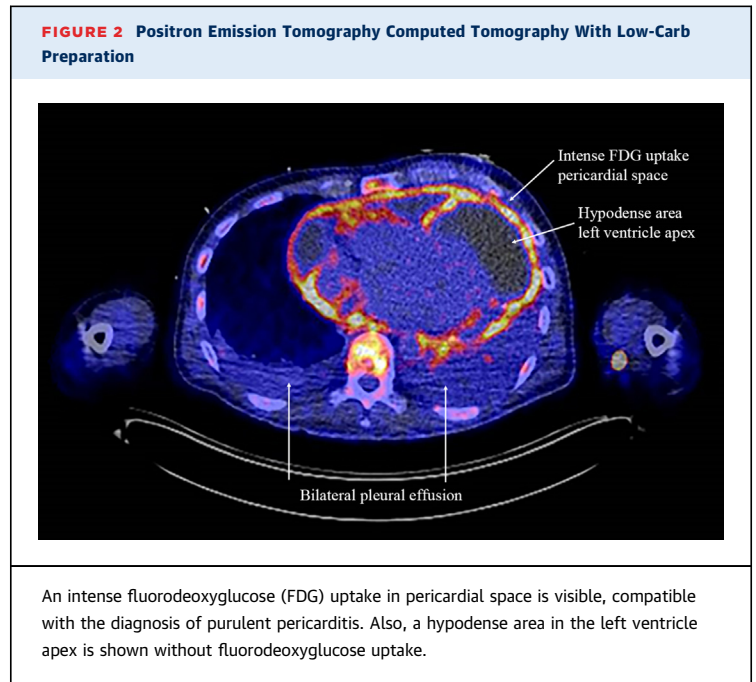 FIGURE 2 Positron Emission Tomography Computed Tomography With Low-Carb
Preparation
Intense FDG uptake
pericardial space
Hypodense area
left ventricle apex
Bilateral pleural effusion
An intense fluorodeoxyglucose (FDG) uptake in pericardial space is visible, compatible
with the diagnosis of purulent pericarditis. Also, a hypodense area in the left ventricle
apex is shown without fluorodeoxyglucose uptake.